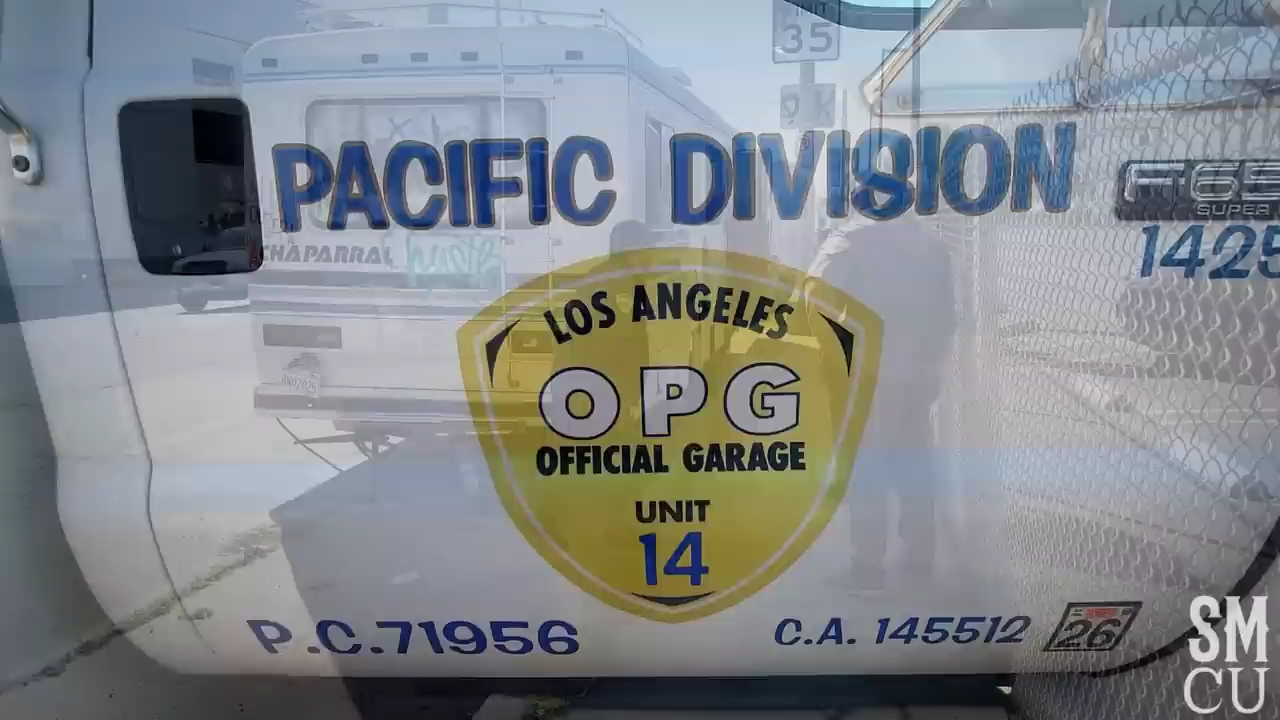 LIMIT
35
PACIFIC DIVISION
F650
SUPER
1425
CHAPARRAL
LOS ANGELES
OPG
OFFICIAL GARAGE
UNIT
14
P.C.71956
C.A. 145512
26
SM
CU